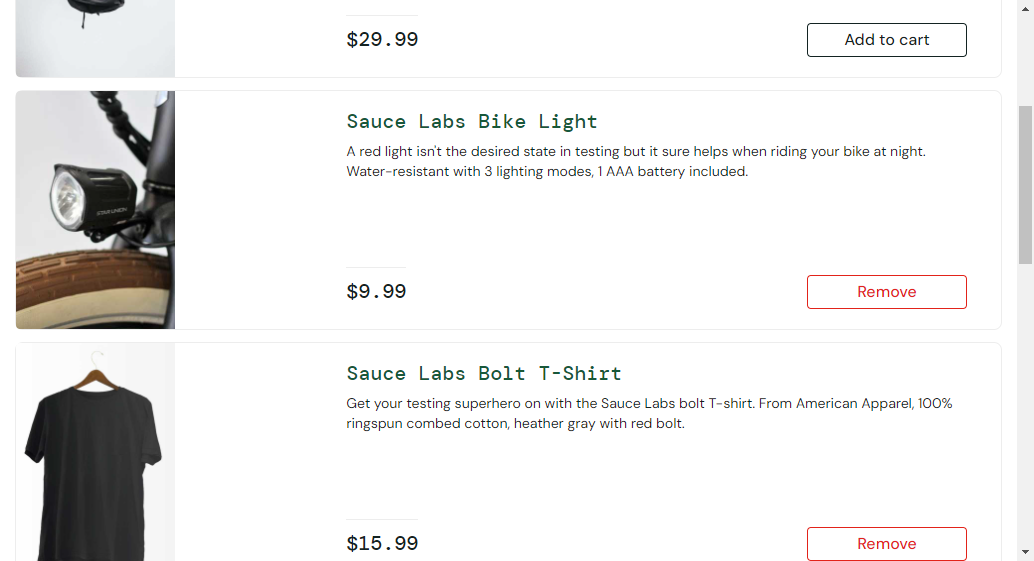 $29.99
Add to cart
Sauce Labs Bike Light
A red light isn't the desired state in testing but it sure helps when riding your bike at night.
Water-resistant with 3 lighting modes, 1 AAA battery included.
$9.99
Remove
Sauce Labs Bolt T-Shirt
Get your testing superhero on with the Sauce Labs bolt T-shirt. From American Apparel, 100%
ringspun combed cotton, heather gray with red bolt.
$15.99
Remove